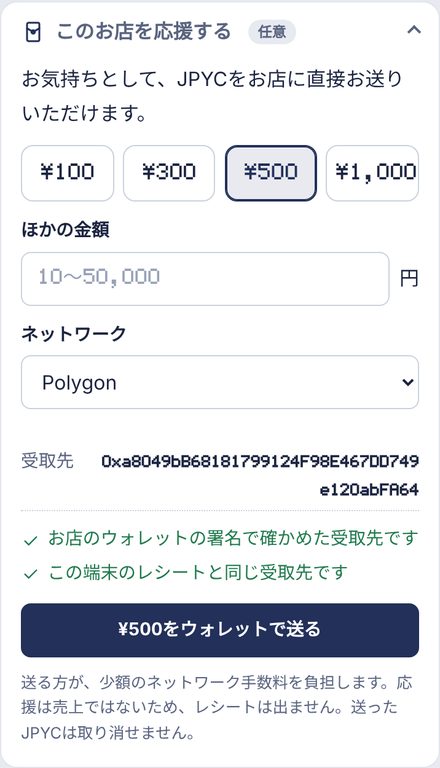 このお店を応援する 任意
お気持ちとして、JPYCをお店に直接お送り
いただけます。
¥100 ¥300 ¥500 ¥1,000
ほかの金額
10〜50,000 円
ネットワーク
Polygon
受取先 0xa8049bB68181799124F98E467DD749
e120abFA64
お店のウォレットの署名で確かめた受取先です
この端末のレシートと同じ受取先です
¥500をウォレットで送る
送る方が、少額のネットワーク手数料を負担します。応
援は売上ではないため、レシートは出ません。送った
JPYCは取り消せません。